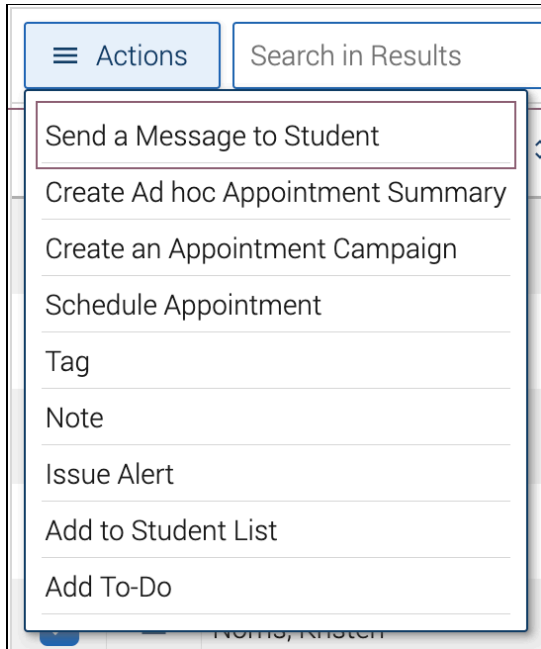 Actions
Search in Results
Send a Message to Student
Create Ad hoc Appointment Summary
Create an Appointment Campaign
Schedule Appointment
Tag
Note
Issue Alert
Add to Student List
Add To-Do